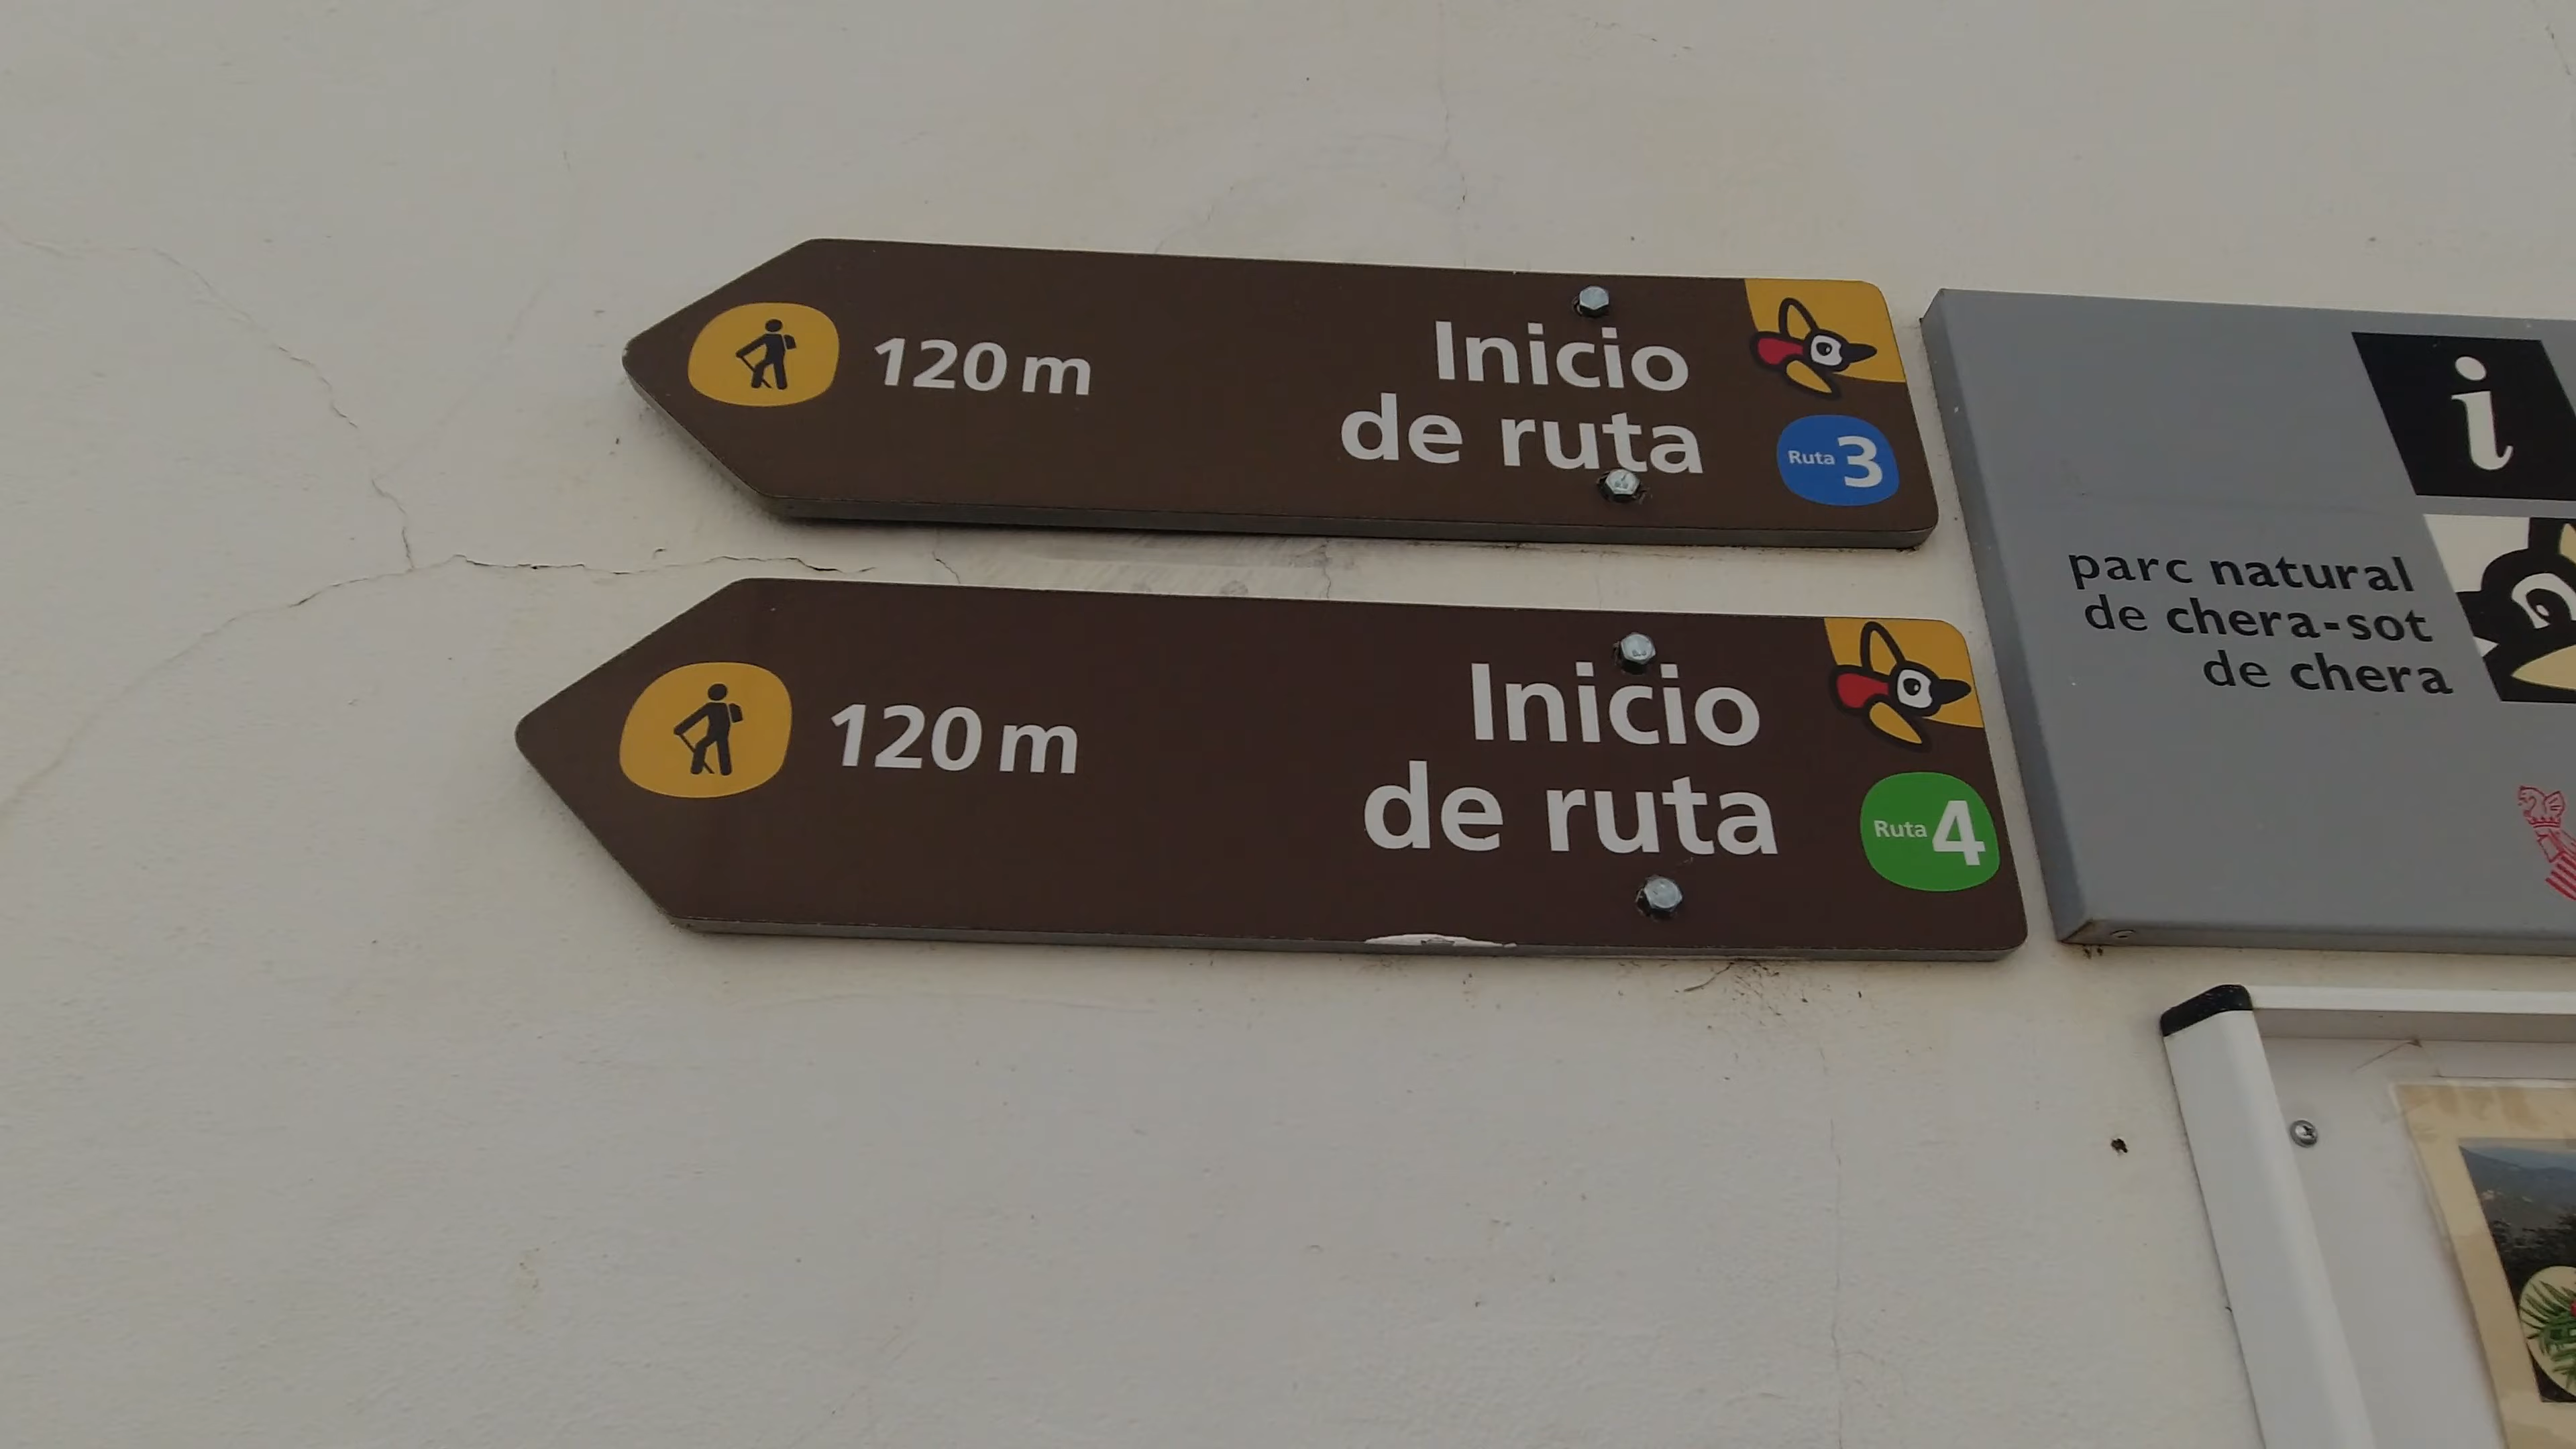 120 m
Inicio
de ruta
Ruta 3
120 m
Inicio
de ruta
Ruta 4
i
parc natural
de chera-sot
de chera